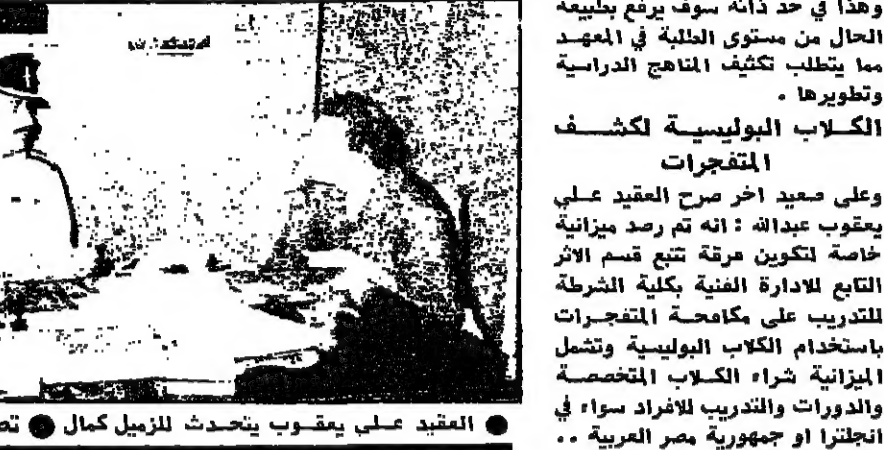 وهذا في حد ذاته سوف يرفع بطبيعة
الحال من مستوى الطلبة في المعهد
مما يتطلب تكثيف المناهج الدراسية
وتطويرها .
الكلاب البوليسية لكشف
المتفجرات
وعلى صعيد اخر صرح العقيد علي
يعقوب عبدالله : انه تم رصد ميزانية
خاصة لتكوين فرقة تتبع قسم الاثر
التابع للادارة الفنية بكلية الشرطة
للتدريب على مكافحة المتفجرات
باستخدام الكلاب البوليسية وتشمل
الميزانية شراء الكلاب المتخصصة
والدورات والتدريب للافراد سواء في
انجلترا او جمهورية مصر العربية ..
● العقيد علي يعقوب يتحدث للزميل كمال ●